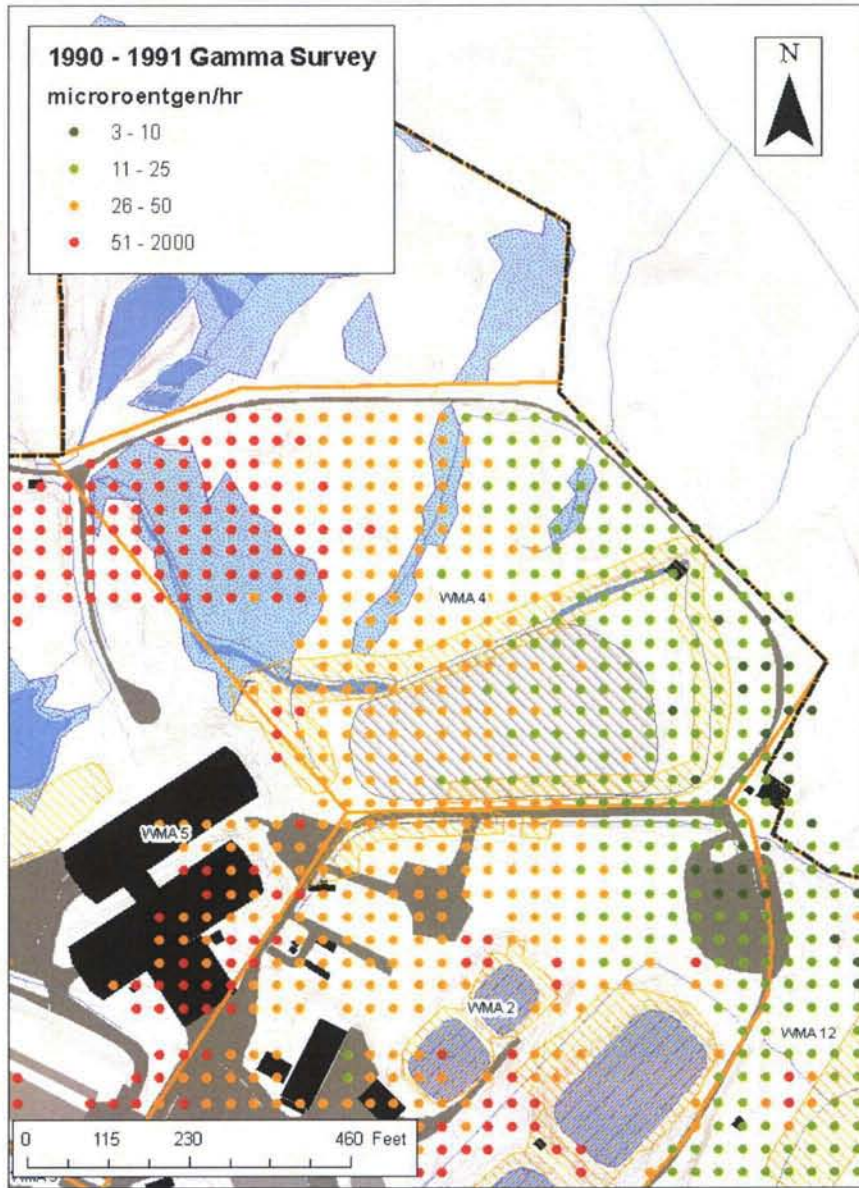 1990 - 1991 Gamma Survey
microroentgen/hr
3 - 10
11 - 25
26 - 50
51 - 2000
N
WMA 4
WMA 5
WMA 2
WMA 12
0 115 230 460 Feet